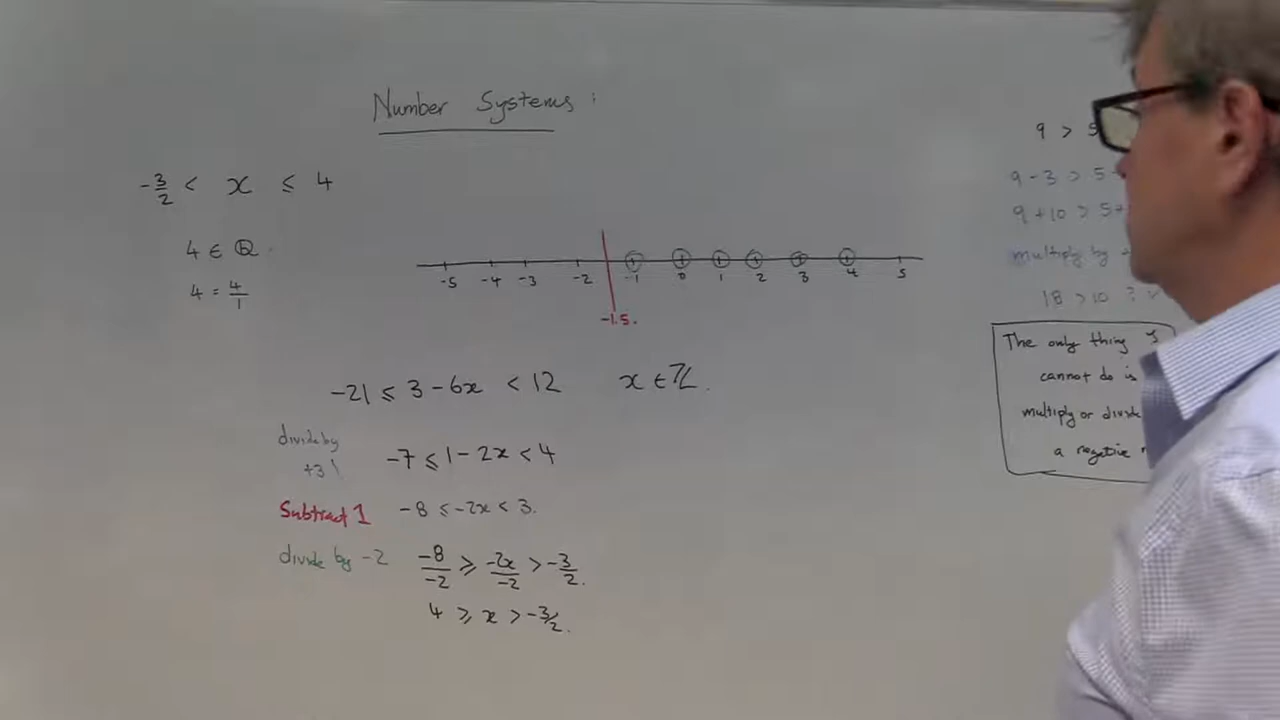 Number Systems :
-3/2 < x ≤ 4
4 ∈ ℚ
4 = 4/1
-5 -4 -3 -2 -1 0 1 2 3 4 5
-1.5.
-21 ≤ 3 - 6x < 12 x ∈ ℤ.
divide by
+3!
-7 ≤ 1 - 2x < 4
Subtract 1 -8 ≤ -2x < 3.
divide by -2 -8/-2 ≥ -2x/-2 > -3/2.
4 ≥ x > -3/2.
9 >
9 - 3 > 5
9 + 10 > 5 +
multiply by +
18 > 10 ? ✓
The only thing
cannot do is
multiply or divide
a negative